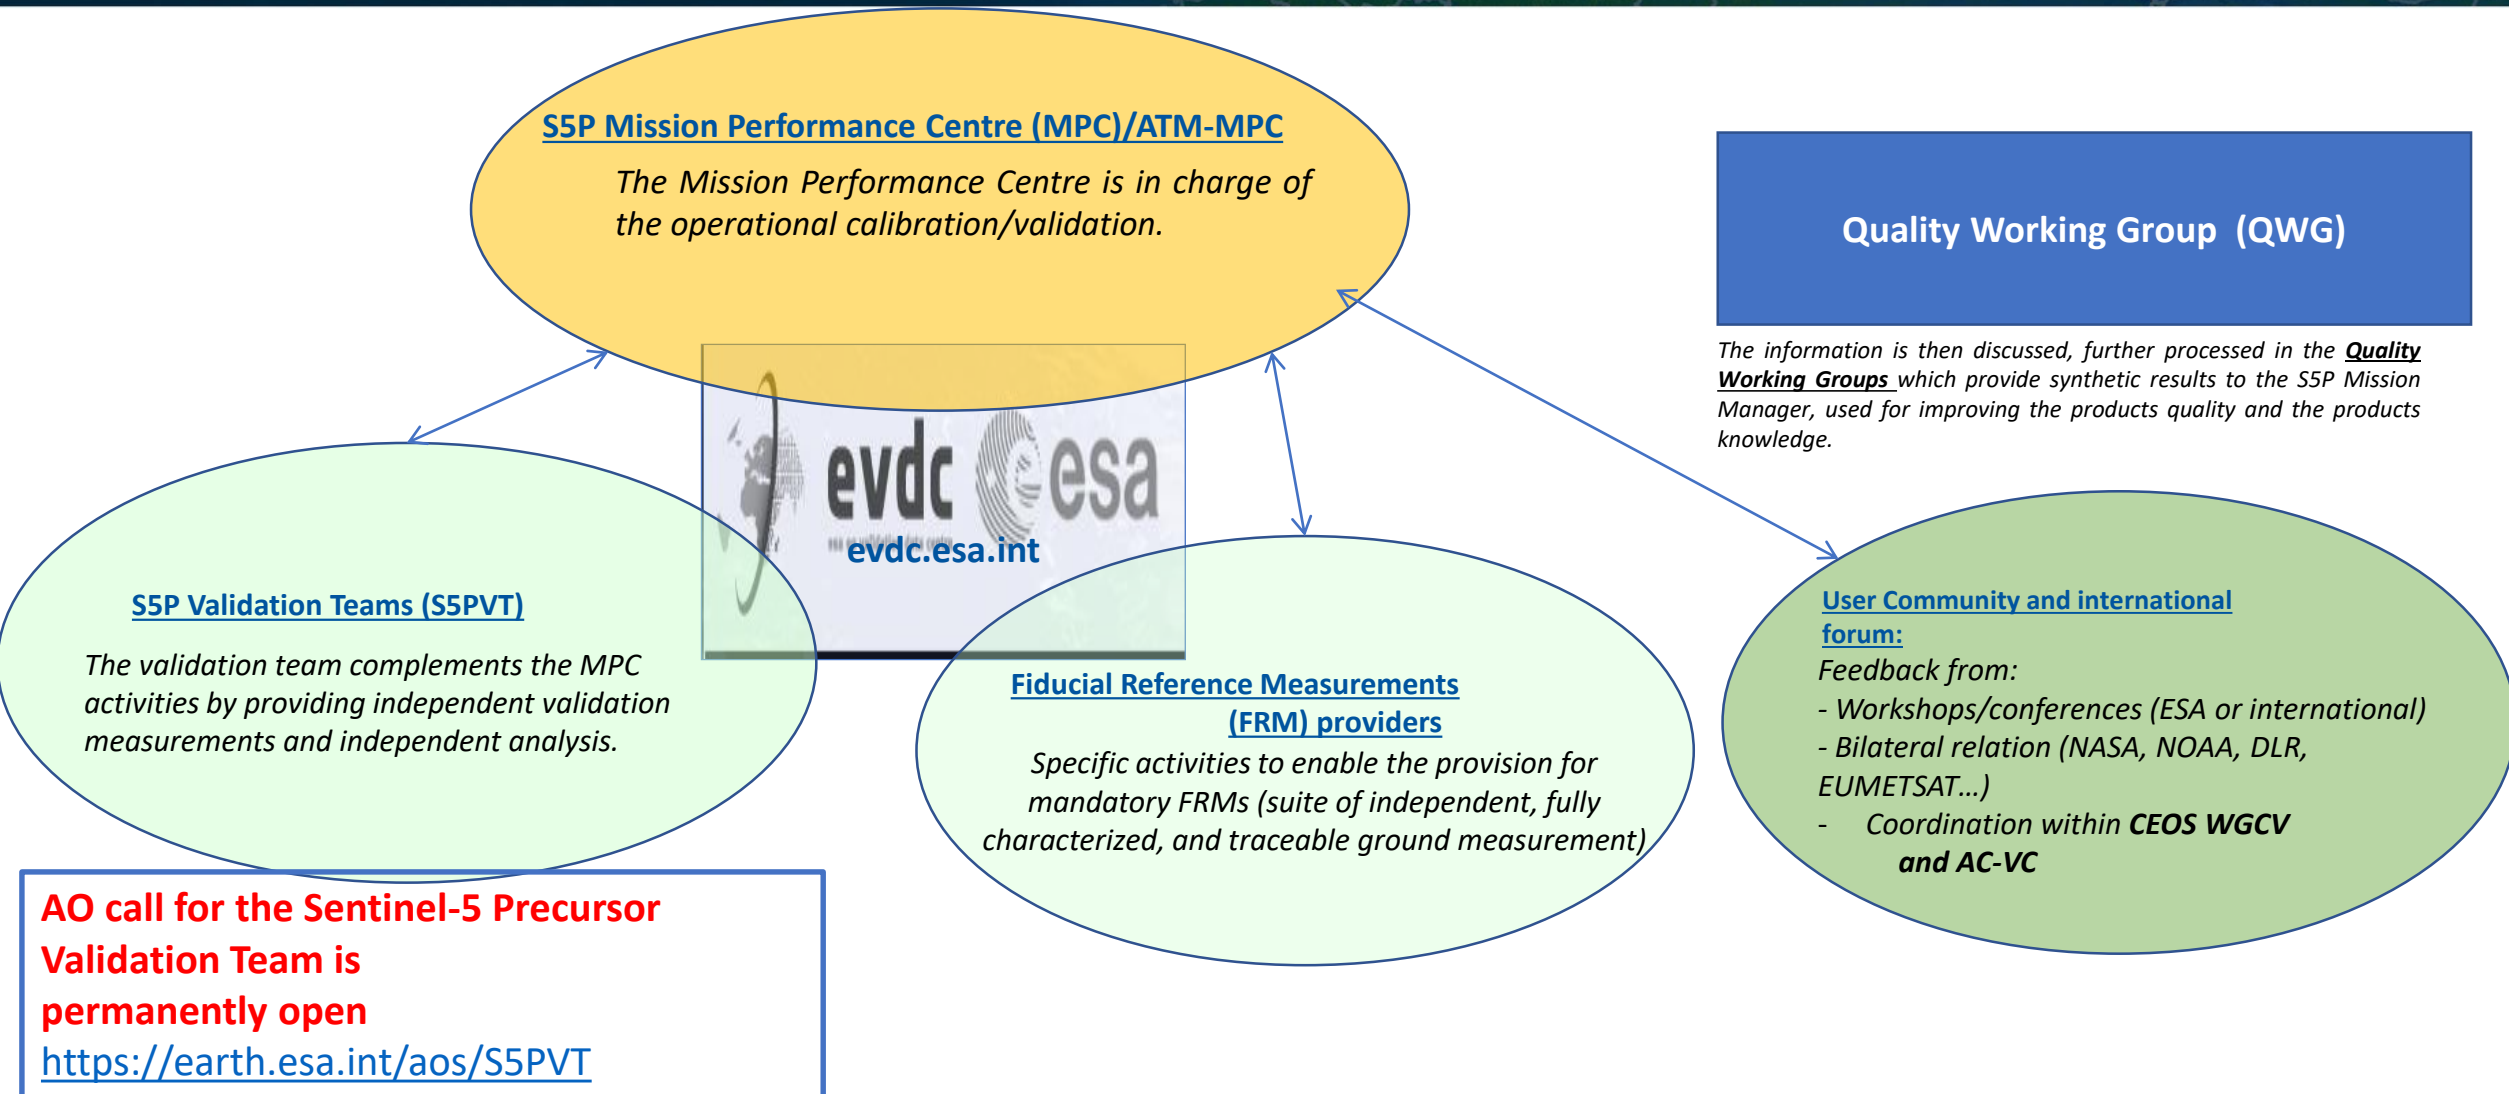 S5P Mission Performance Centre (MPC)/ATM-MPC
The Mission Performance Centre is in charge of
the operational calibration/validation.
Quality Working Group (QWG)
The information is then discussed, further processed in the Quality
Working Groups which provide synthetic results to the S5P Mission
Manager, used for improving the products quality and the products
knowledge.
evdc esa
evdc.esa.int
S5P Validation Teams (S5PVT)
The validation team complements the MPC
activities by providing independent validation
measurements and independent analysis.
Fiducial Reference Measurements
(FRM) providers
Specific activities to enable the provision for
mandatory FRMs (suite of independent, fully
characterized, and traceable ground measurement)
User Community and international
forum:
Feedback from:
- Workshops/conferences (ESA or international)
- Bilateral relation (NASA, NOAA, DLR,
EUMETSAT...)
- Coordination within CEOS WGCV
and AC-VC
AO call for the Sentinel-5 Precursor
Validation Team is
permanently open
https://earth.esa.int/aos/S5PVT